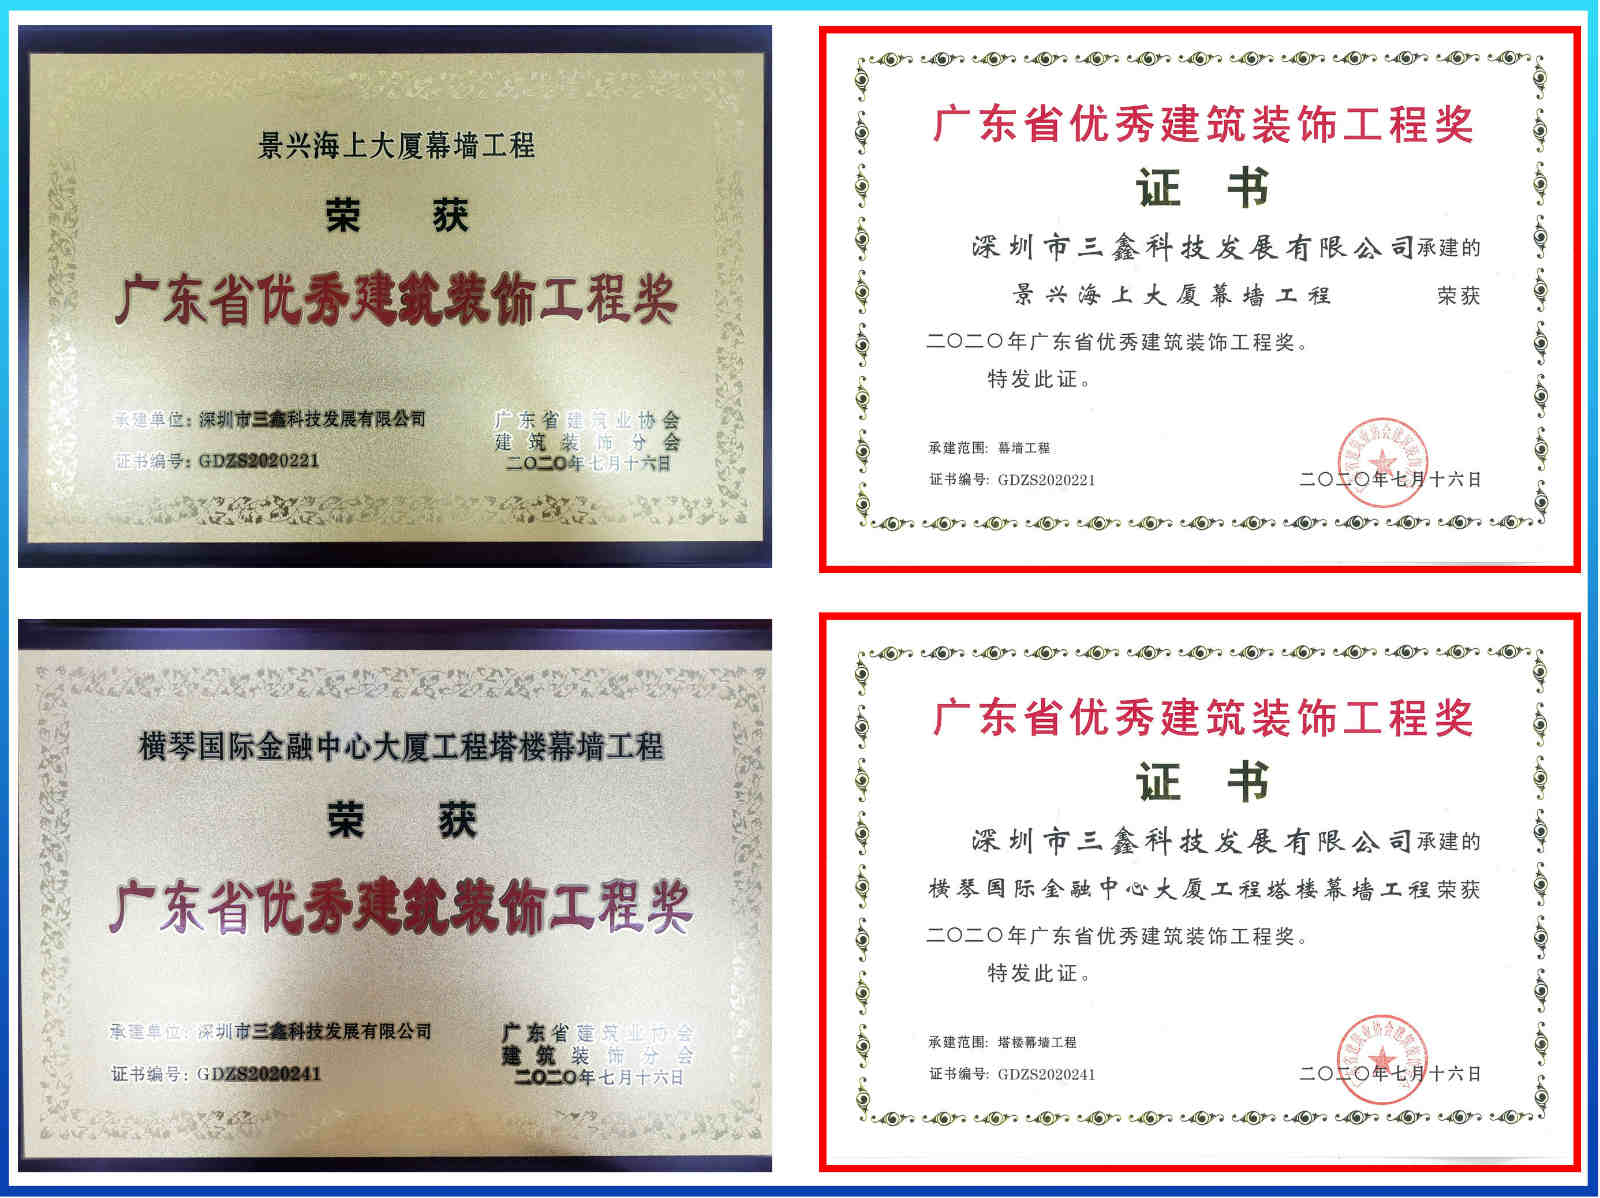 景兴海上大厦幕墙工程
荣 获
广东省优秀建筑装饰工程奖
承建单位：深圳市三鑫科技发展有限公司
证书编号：GDZS2020221
广东省建筑业协会
建筑装饰分会
二〇二〇年七月十六日
广东省优秀建筑装饰工程奖
证 书
深圳市三鑫科技发展有限公司承建的
景兴海上大厦幕墙工程 荣获
二〇二〇年广东省优秀建筑装饰工程奖。
特发此证。
承建范围：幕墙工程
证书编号：GDZS2020221
二〇二〇年七月十六日
横琴国际金融中心大厦工程塔楼幕墙工程
荣 获
广东省优秀建筑装饰工程奖
承建单位：深圳市三鑫科技发展有限公司
证书编号：GDZS2020241
广东省建筑业协会
建筑装饰分会
二〇二〇年七月十六日
广东省优秀建筑装饰工程奖
证 书
深圳市三鑫科技发展有限公司承建的
横琴国际金融中心大厦工程塔楼幕墙工程荣获
二〇二〇年广东省优秀建筑装饰工程奖。
特发此证。
承建范围：塔楼幕墙工程
证书编号：GDZS2020241
二〇二〇年七月十六日